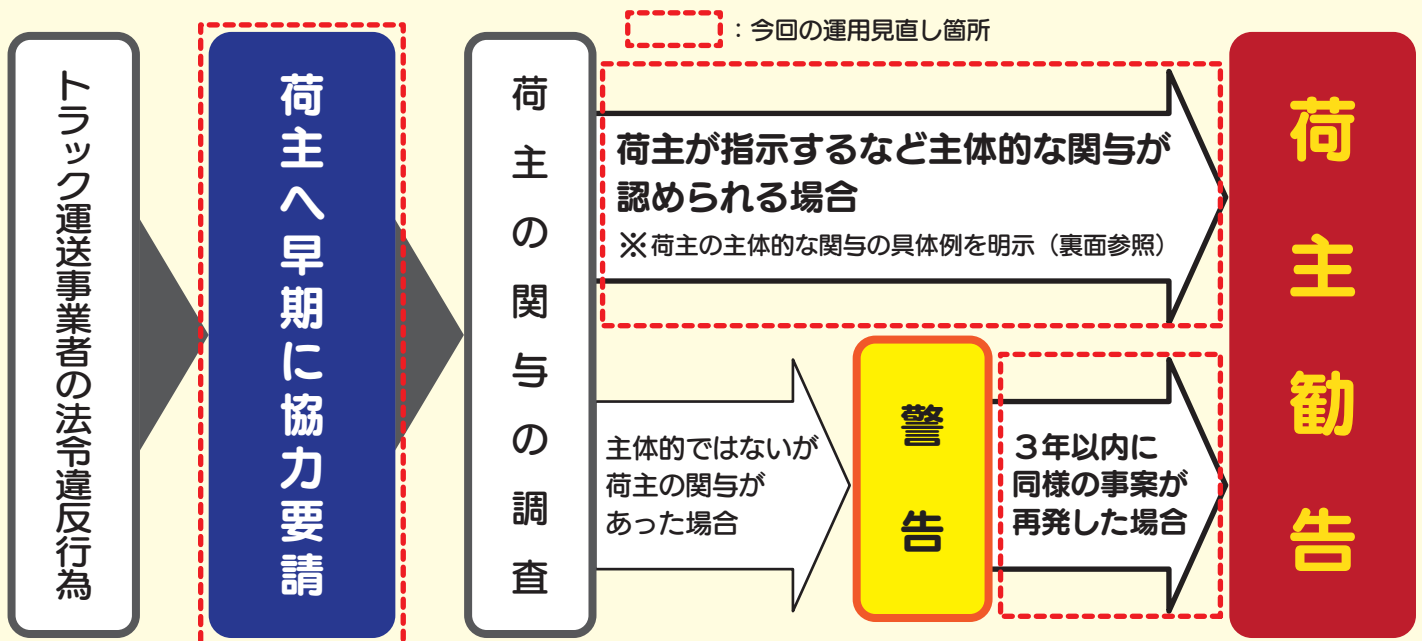 ：今回の運用見直し箇所
トラック運送事業者の法令違反行為
荷主へ早期に協力要請
荷主の関与の調査
荷主が指示するなど主体的な関与が
認められる場合
※荷主の主体的な関与の具体例を明示（裏面参照）
主体的ではないが
荷主の関与が
あった場合
警告
３年以内に
同様の事案が
再発した場合
荷主勧告